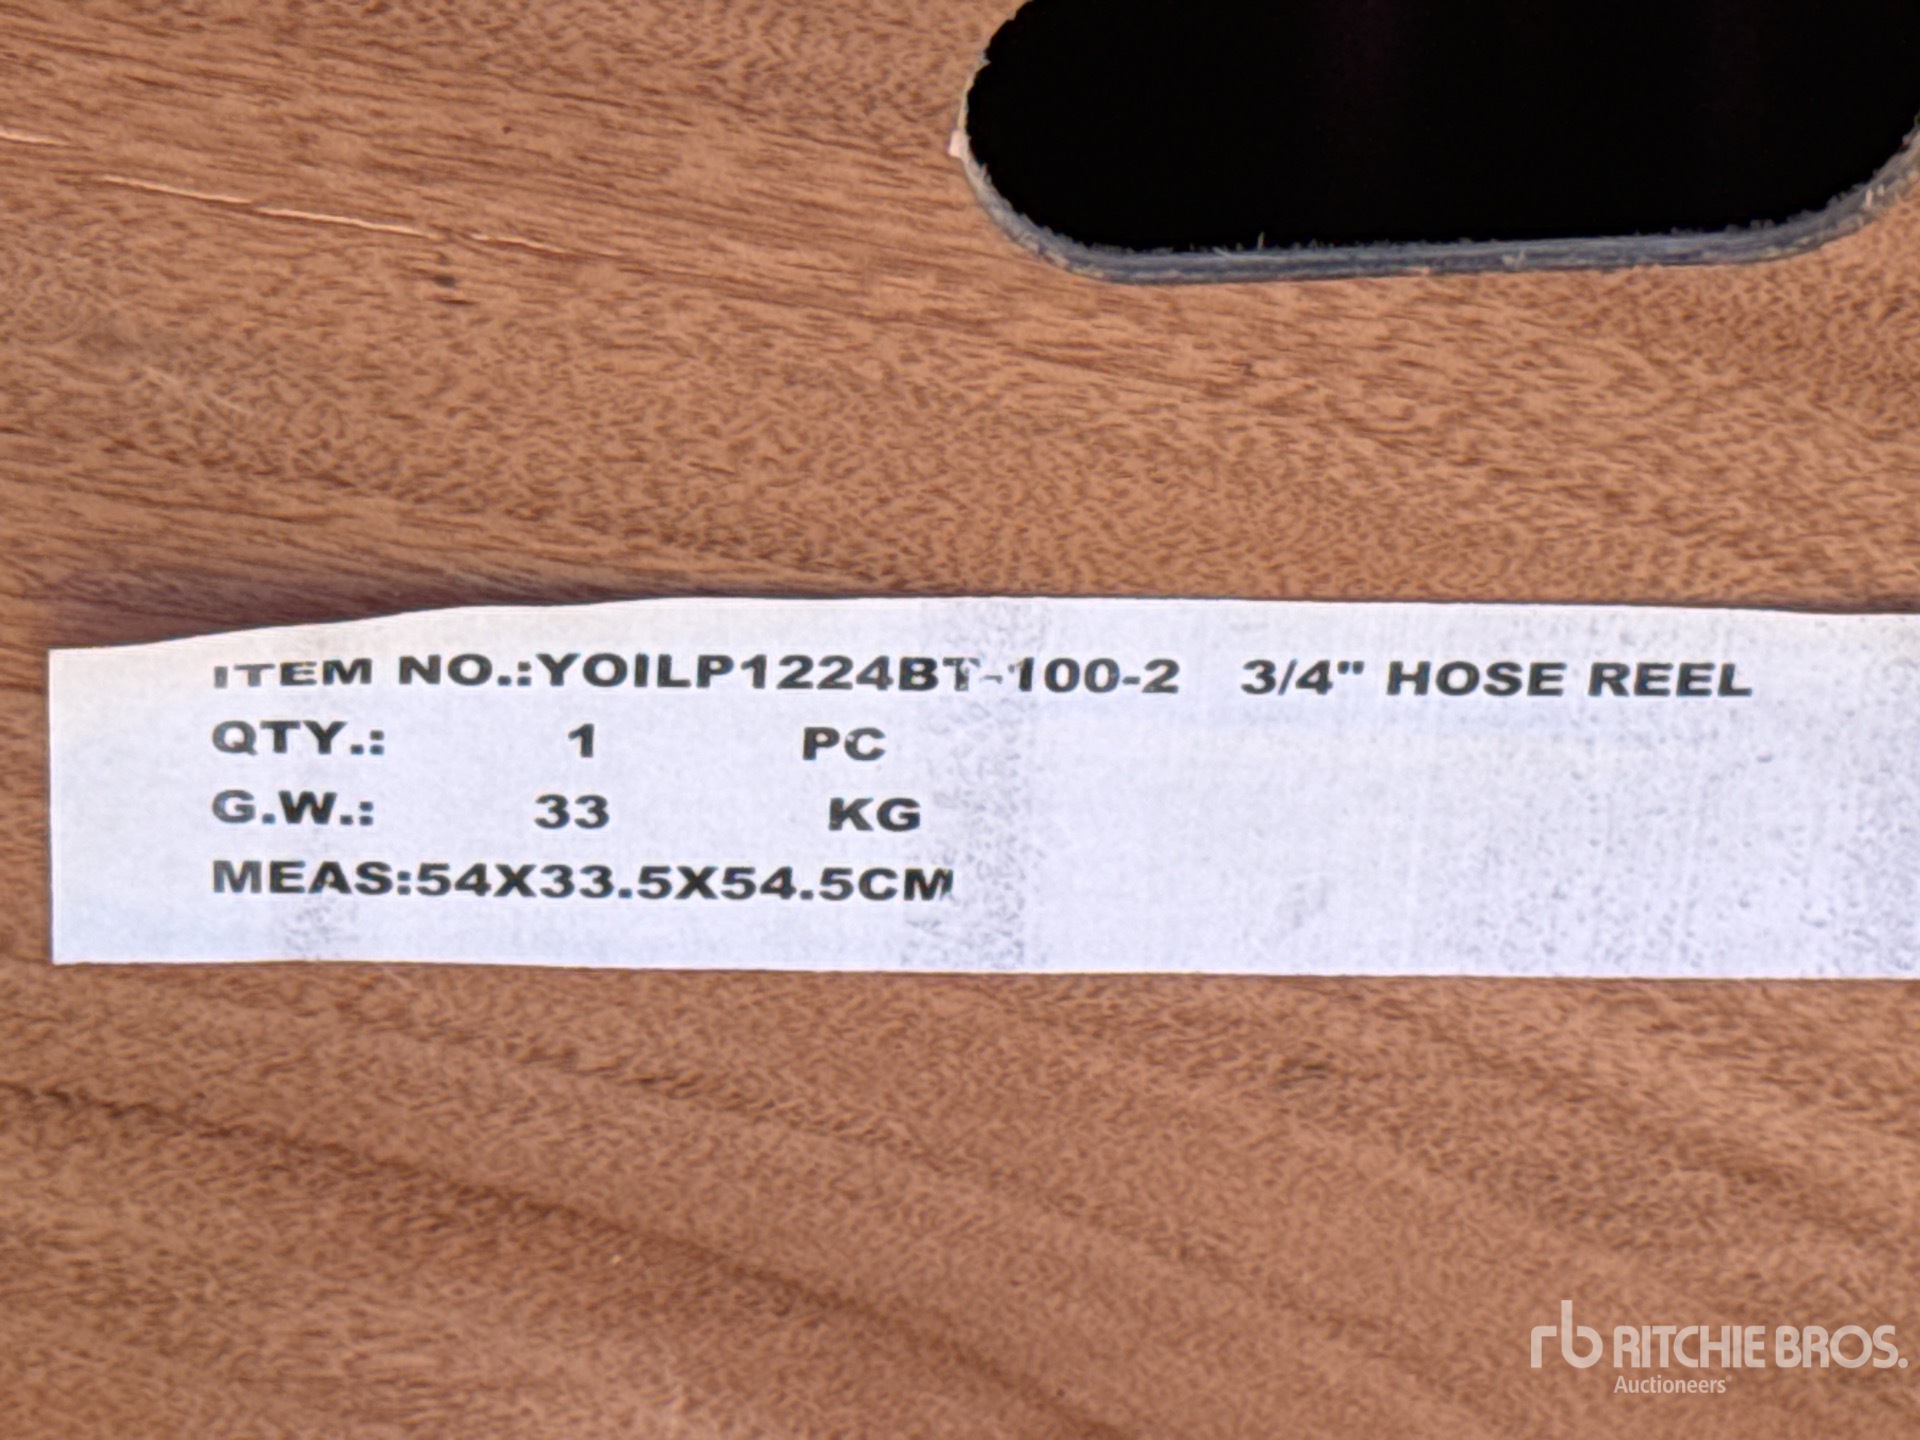 ITEM NO.:YOILP1224BT-100-2 3/4" HOSE REEL
QTY.: 1 PC
G.W.: 33 KG
MEAS:54X33.5X54.5CM
rb RITCHIE BROS.
Auctioneers